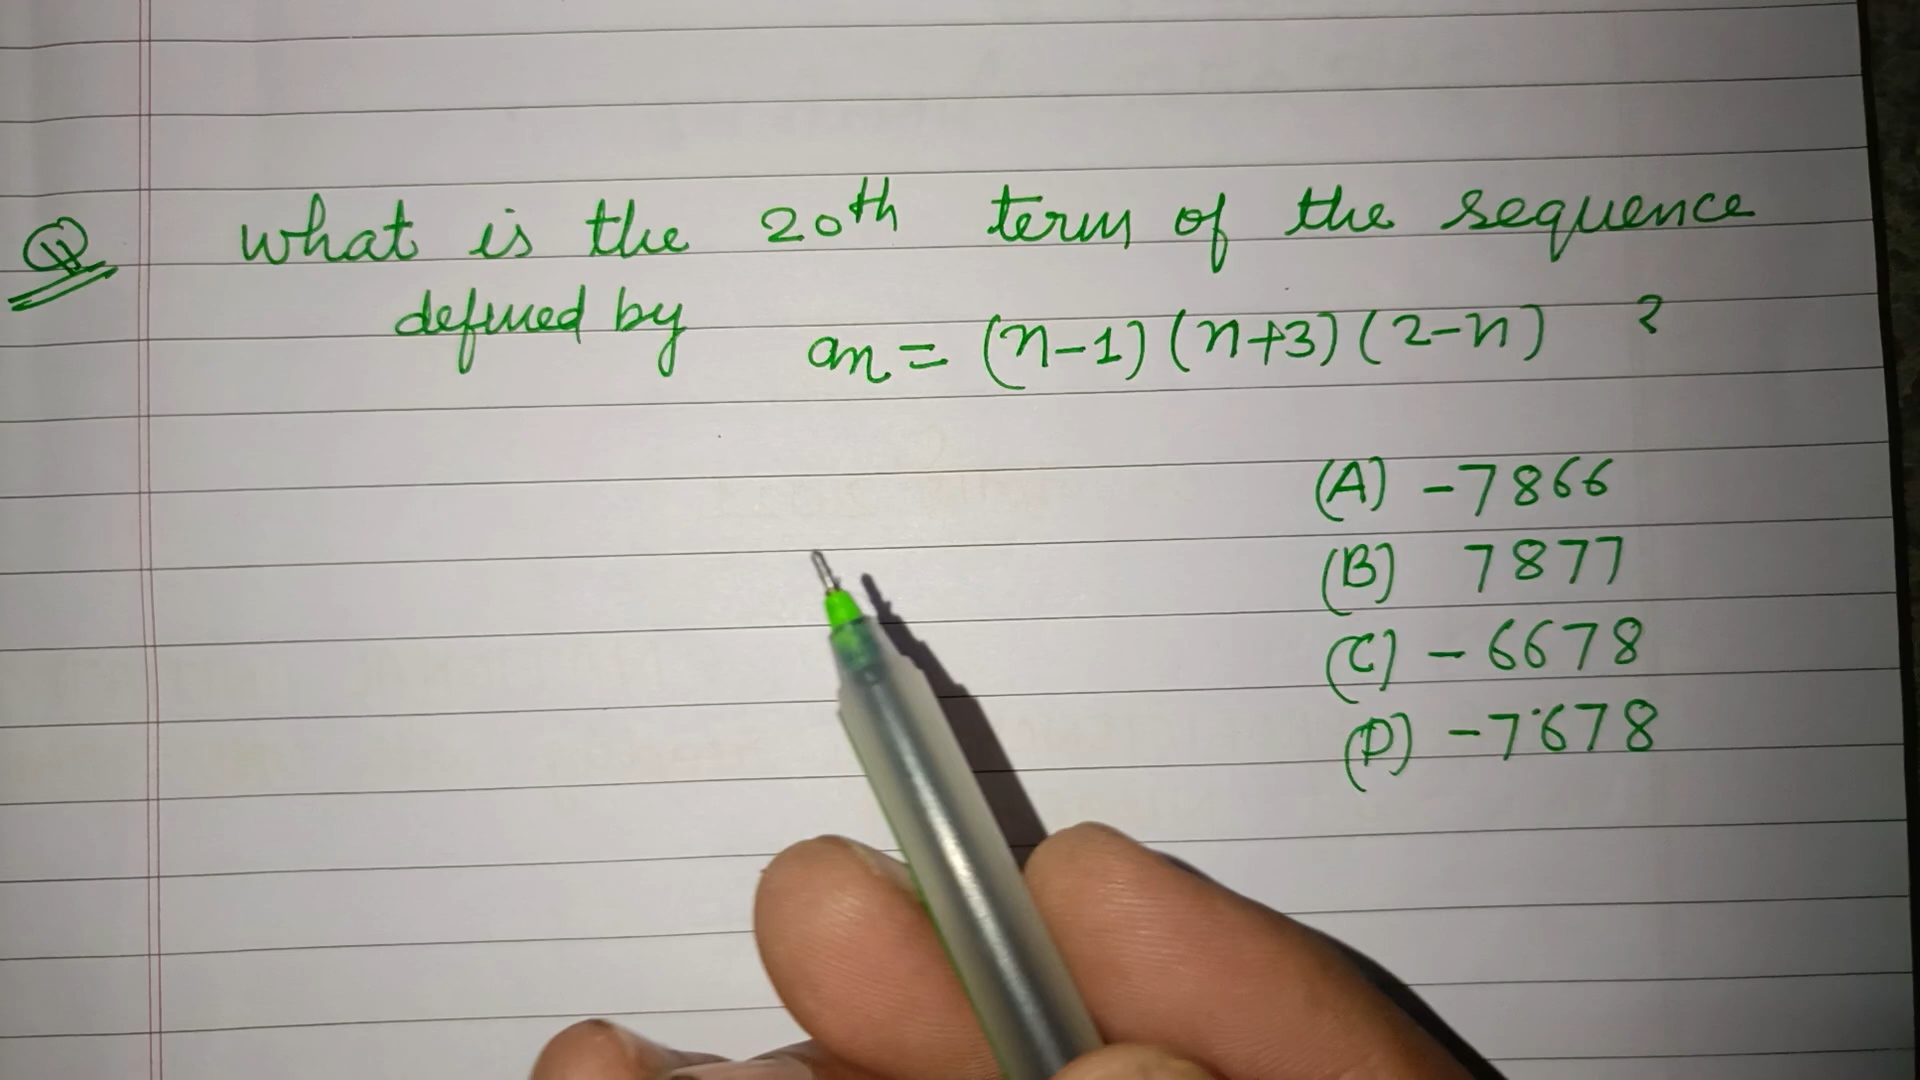 Q what is the 20th term of the sequence
defined by an = (n-1) (n+3) (2-n) ?
(A) -7866
(B) 7877
(C) -6678
(D) -7678